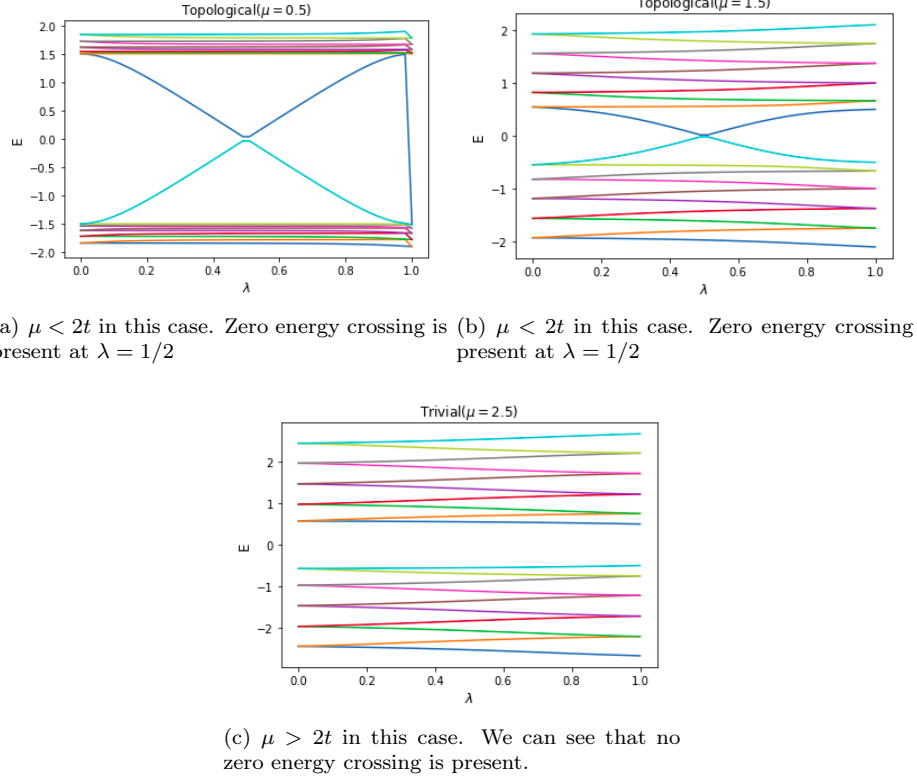 Topological(μ = 0.5)
2.0
1.5
1.0
0.5
0.0
−0.5
−1.0
−1.5
−2.0
E
0.0 0.2 0.4 0.6 0.8 1.0
λ
Topological(μ = 1.5)
2
1
0
−1
−2
E
0.0 0.2 0.4 0.6 0.8 1.0
λ
a) μ < 2t in this case. Zero energy crossing is
present at λ = 1/2
(b) μ < 2t in this case. Zero energy crossing
present at λ = 1/2
Trivial(μ = 2.5)
2
1
0
−1
−2
E
0.0 0.2 0.4 0.6 0.8 1.0
λ
(c) μ > 2t in this case. We can see that no
zero energy crossing is present.